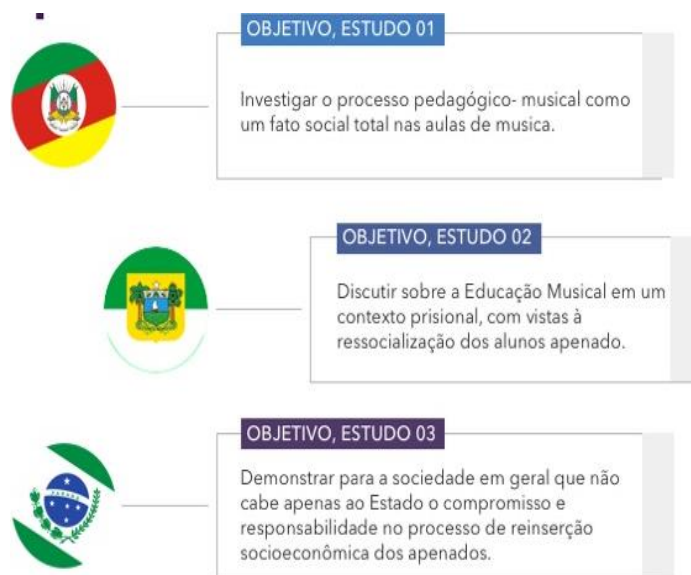 OBJETIVO, ESTUDO 01
Investigar o processo pedagógico- musical como
um fato social total nas aulas de musica.
OBJETIVO, ESTUDO 02
Discutir sobre a Educação Musical em um
contexto prisional, com vistas à
ressocialização dos alunos apenado.
OBJETIVO, ESTUDO 03
Demonstrar para a sociedade em geral que não
cabe apenas ao Estado o compromisso e
responsabilidade no processo de reinserção
socioeconômica dos apenados.